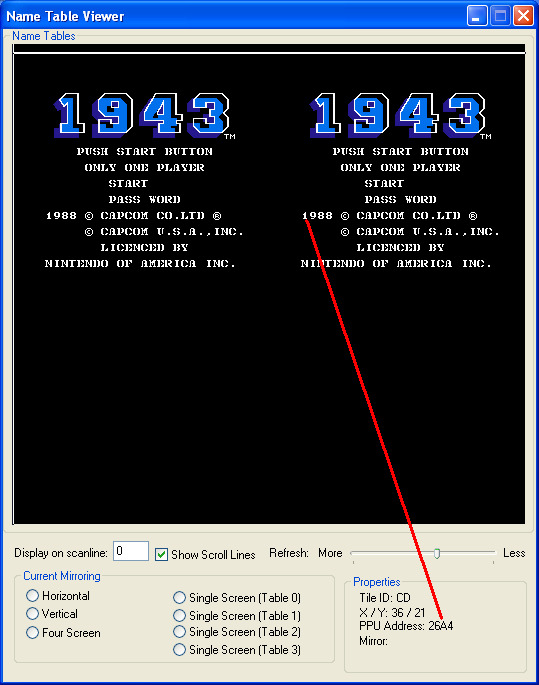 Name Table Viewer
Name Tables
1943 TM 1943 TM
PUSH START BUTTON PUSH START BUTTON
ONLY ONE PLAYER ONLY ONE PLAYER
START START
PASS WORD PASS WORD
1988 © CAPCOM CO.LTD ® 1988 © CAPCOM CO.LTD ®
© CAPCOM U.S.A.,INC. © CAPCOM U.S.A.,INC.
LICENCED BY LICENCED BY
NINTENDO OF AMERICA INC. NINTENDO OF AMERICA INC.
Display on scanline: 0 Show Scroll Lines Refresh: More Less
Current Mirroring
Horizontal
Vertical
Four Screen
Single Screen (Table 0)
Single Screen (Table 1)
Single Screen (Table 2)
Single Screen (Table 3)
Properties
Tile ID: CD
X / Y: 36 / 21
PPU Address: 26A4
Mirror: